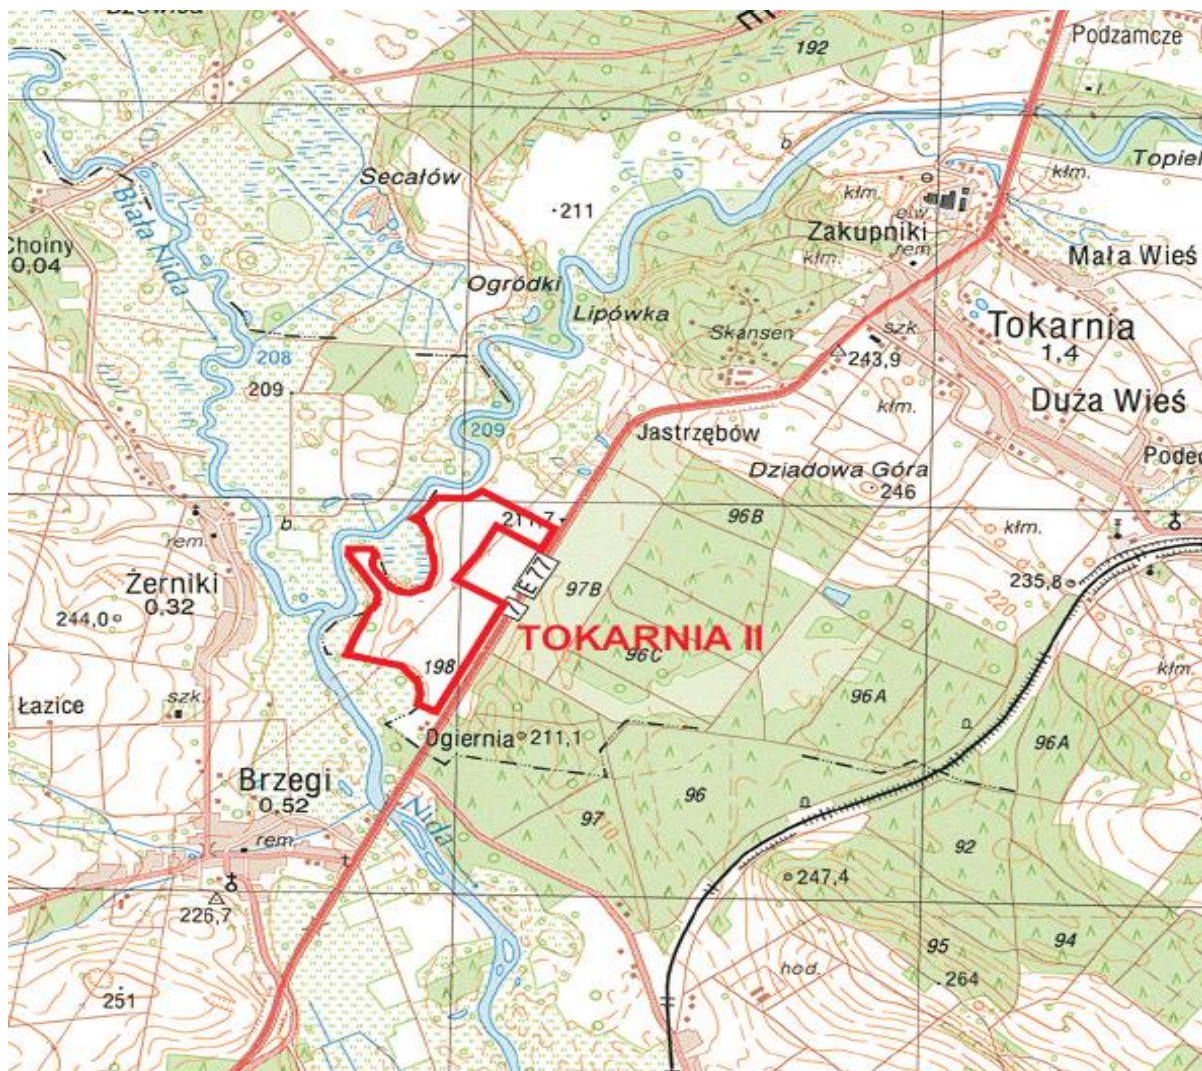 192
Podzamcze
Secałów
211
b
kłm.
Topiel
kłm.
Biała Nida
Zakupniki
rem
kłm.
Mała Wieś
Choiny
0,04
Ogródki
Lipówka
Skansen
szk.
Tokarnia
1,4
243,9
208
209
209
kłm.
Duża Wieś
Jastrzębów
Dziadowa Góra
246
Podec
96B
kłm.
b.
rem.
Żerniki
0,32
244,0
E 77
7
97B
235,8
220
TOKARNIA II
96C
198
kłm.
szk.
Łazice
96A
Ogiernia
211,1
96A
Brzegi
0,52
Nida
96
97
rem.
92
247,4
226,7
95
94
hod.
264
251